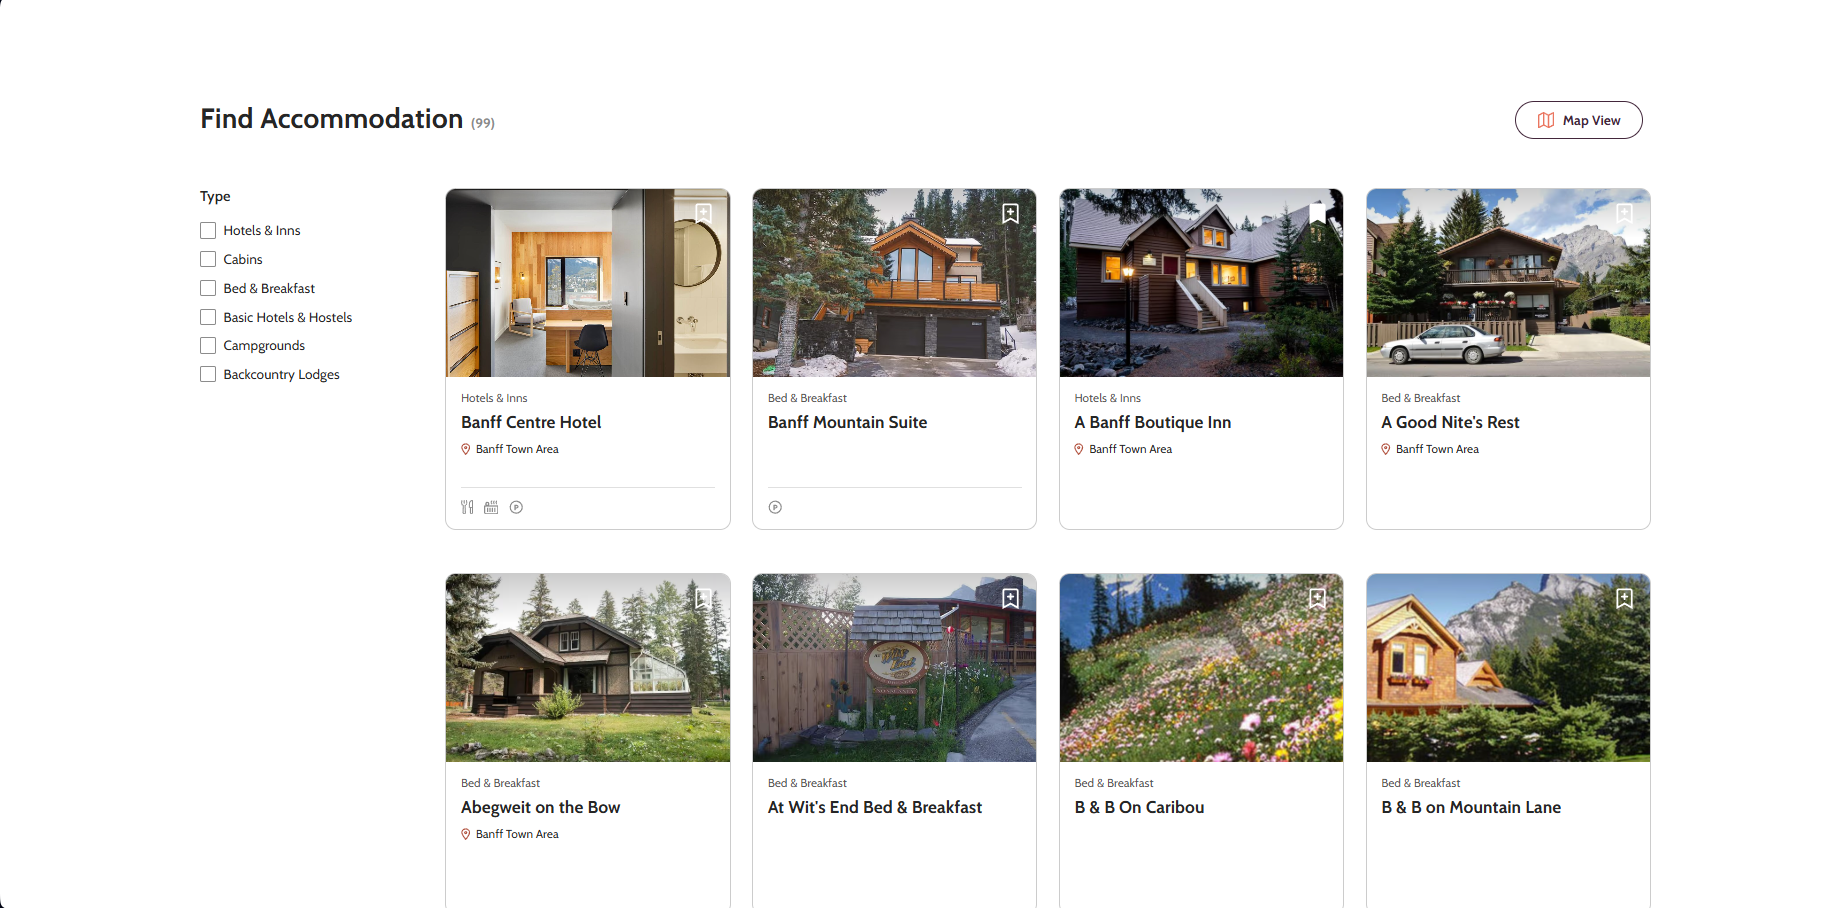 Find Accommodation (99)
Map View
Type
Hotels & Inns
Cabins
Bed & Breakfast
Basic Hotels & Hostels
Campgrounds
Backcountry Lodges
Hotels & Inns
Banff Centre Hotel
Banff Town Area
P
Bed & Breakfast
Banff Mountain Suite
P
Hotels & Inns
A Banff Boutique Inn
Banff Town Area
Bed & Breakfast
A Good Nite's Rest
Banff Town Area
Bed & Breakfast
Abegweit on the Bow
Banff Town Area
Bed & Breakfast
At Wit's End Bed & Breakfast
Bed & Breakfast
B & B On Caribou
Bed & Breakfast
B & B on Mountain Lane